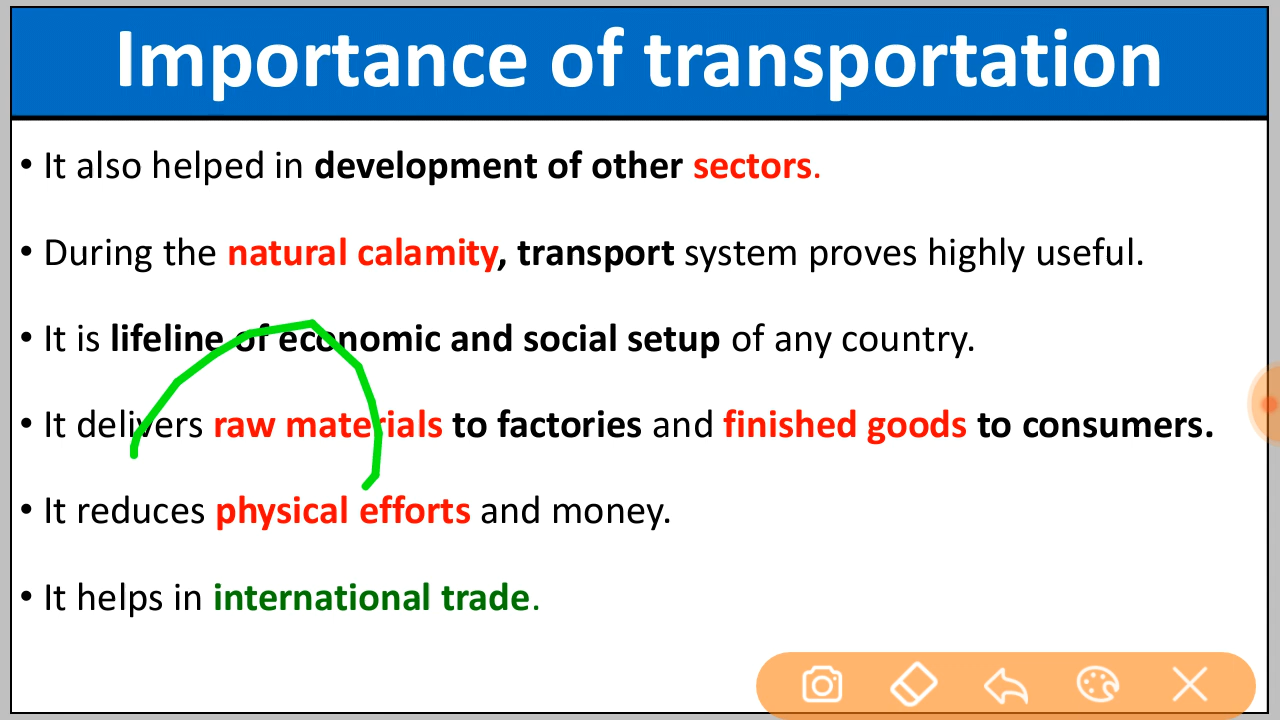 Importance of transportation
• It also helped in development of other sectors.
• During the natural calamity, transport system proves highly useful.
• It is lifeline of economic and social setup of any country.
• It delivers raw materials to factories and finished goods to consumers.
• It reduces physical efforts and money.
• It helps in international trade.